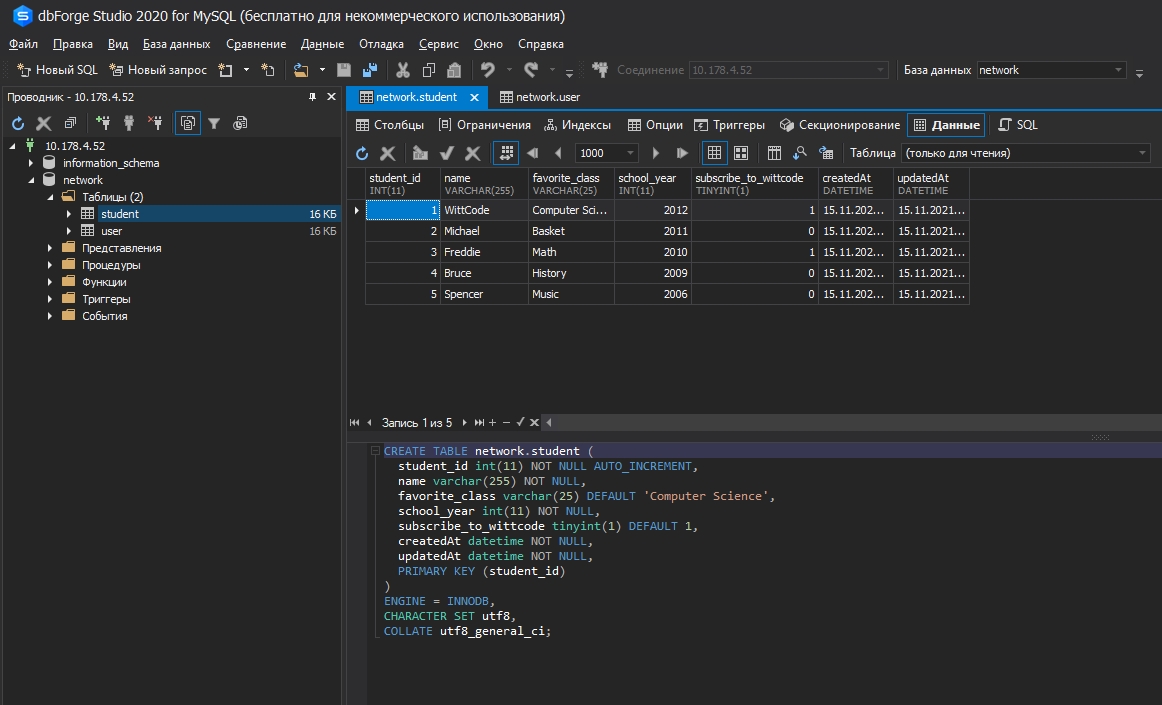 dbForge Studio 2020 for MySQL (бесплатно для некоммерческого использования)
Файл Правка Вид База данных Сравнение Данные Отладка Сервис Окно Справка
Новый SQL Новый запрос Соединение 10.178.4.52 База данных network
Проводник - 10.178.4.52
10.178.4.52
information_schema
network
Таблицы (2)
student 16 КБ
user 16 КБ
Представления
Процедуры
Функции
Триггеры
События
network.student network.user
Столбцы Ограничения Индексы Опции Триггеры Секционирование Данные SQL
1000 Таблица (только для чтения)
student_id name favorite_class school_year subscribe_to_wittcode createdAt updatedAt
INT(11) VARCHAR(255) VARCHAR(25) INT(11) TINYINT(1) DATETIME DATETIME
1 WittCode Computer Sci... 2012 1 15.11.202... 15.11.2021...
2 Michael Basket 2011 0 15.11.202... 15.11.2021...
3 Freddie Math 2010 1 15.11.202... 15.11.2021...
4 Bruce History 2009 0 15.11.202... 15.11.2021...
5 Spencer Music 2006 0 15.11.202... 15.11.2021...
Запись 1 из 5
CREATE TABLE network.student (
student_id int(11) NOT NULL AUTO_INCREMENT,
name varchar(255) NOT NULL,
favorite_class varchar(25) DEFAULT 'Computer Science',
school_year int(11) NOT NULL,
subscribe_to_wittcode tinyint(1) DEFAULT 1,
createdAt datetime NOT NULL,
updatedAt datetime NOT NULL,
PRIMARY KEY (student_id)
)
ENGINE = INNODB,
CHARACTER SET utf8,
COLLATE utf8_general_ci;